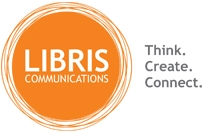 LIBRIS
COMMUNICATIONS
Think.
Create.
Connect.